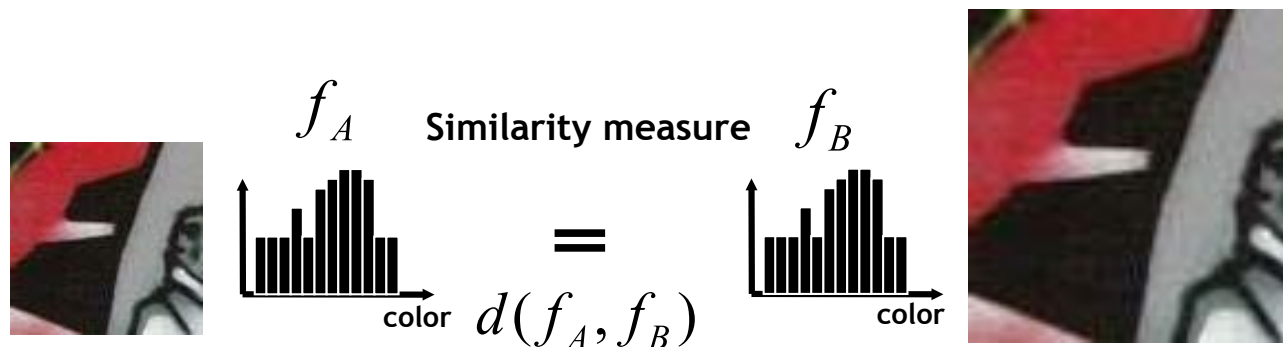 f_A
Similarity measure
f_B
=
color
d(f_A, f_B)
color